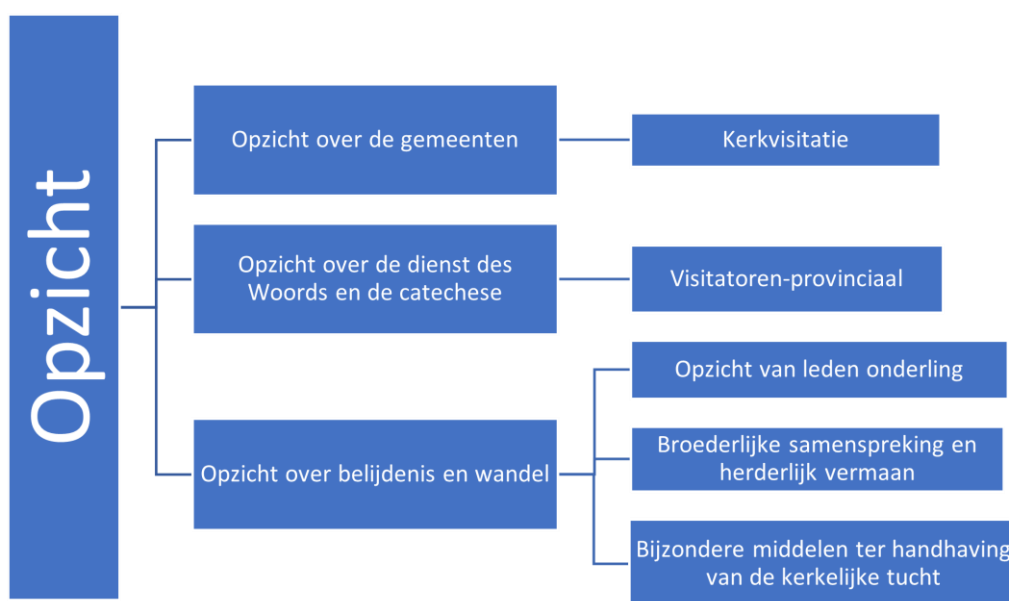 Opzicht
Opzicht over de gemeenten
Kerkvisitatie
Opzicht over de dienst des
Woords en de catechese
Visitatoren-provinciaal
Opzicht over belijdenis en wandel
Opzicht van leden onderling
Broederlijke samenspreking en
herderlijk vermaan
Bijzondere middelen ter handhaving
van de kerkelijke tucht